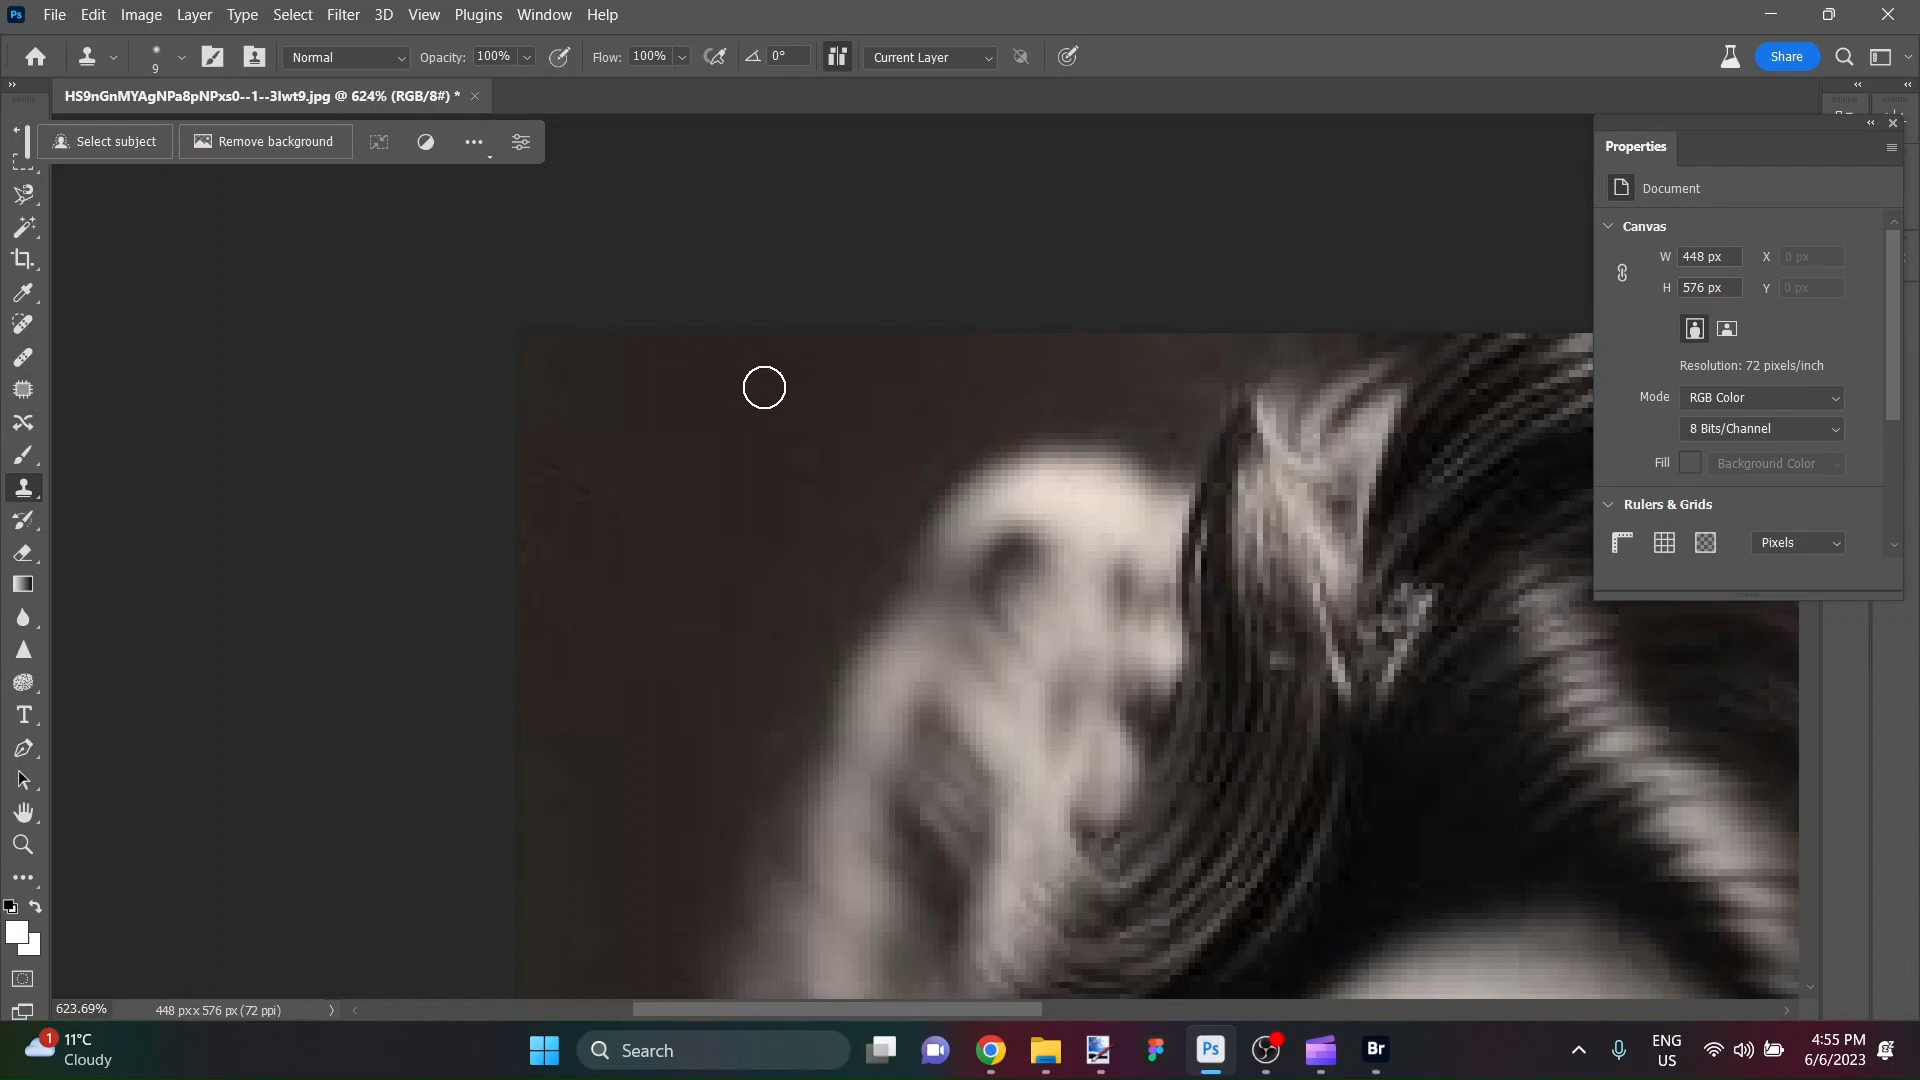 Ps File Edit Image Layer Type Select Filter 3D View Plugins Window Help
9 Normal Opacity: 100% Flow: 100% 0° Current Layer Share
HS9nGnMYAgNPa8pNPxs0--1--3lwt9.jpg @ 624% (RGB/8#) *
Select subject Remove background
Properties
Document
Canvas
W 448 px X 0 px
H 576 px Y 0 px
Resolution: 72 pixels/inch
Mode RGB Color
8 Bits/Channel
Fill Background Color
Rulers & Grids
Pixels
623.69% 448 px x 576 px (72 ppi)
1 11°C
Cloudy
Search
Ps
Br
ENG
US
4:55 PM
6/6/2023